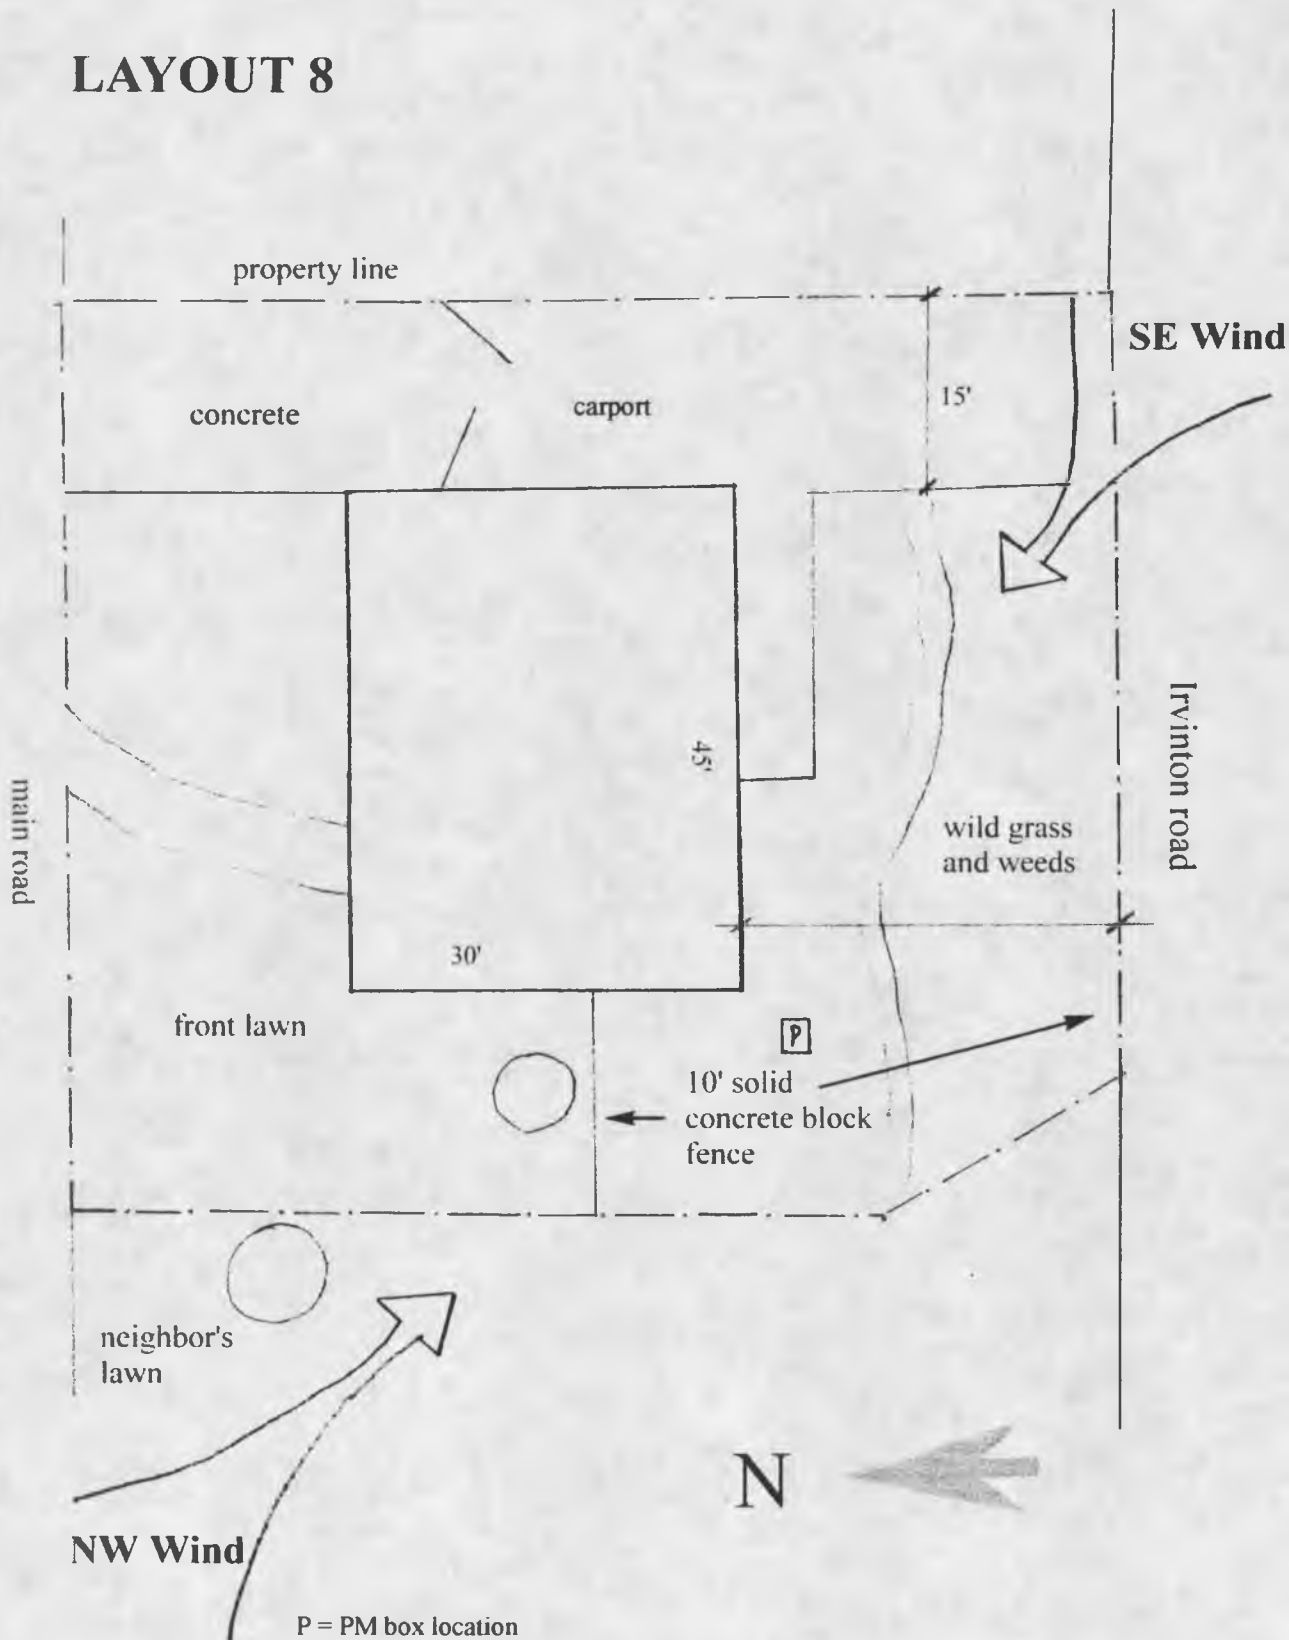 LAYOUT 8
property line
SE Wind
15'
concrete
carport
45'
Irvinton road
main road
wild grass
and weeds
30'
front lawn
P
10' solid
concrete block
fence
neighbor's
lawn
N
NW Wind
P = PM box location